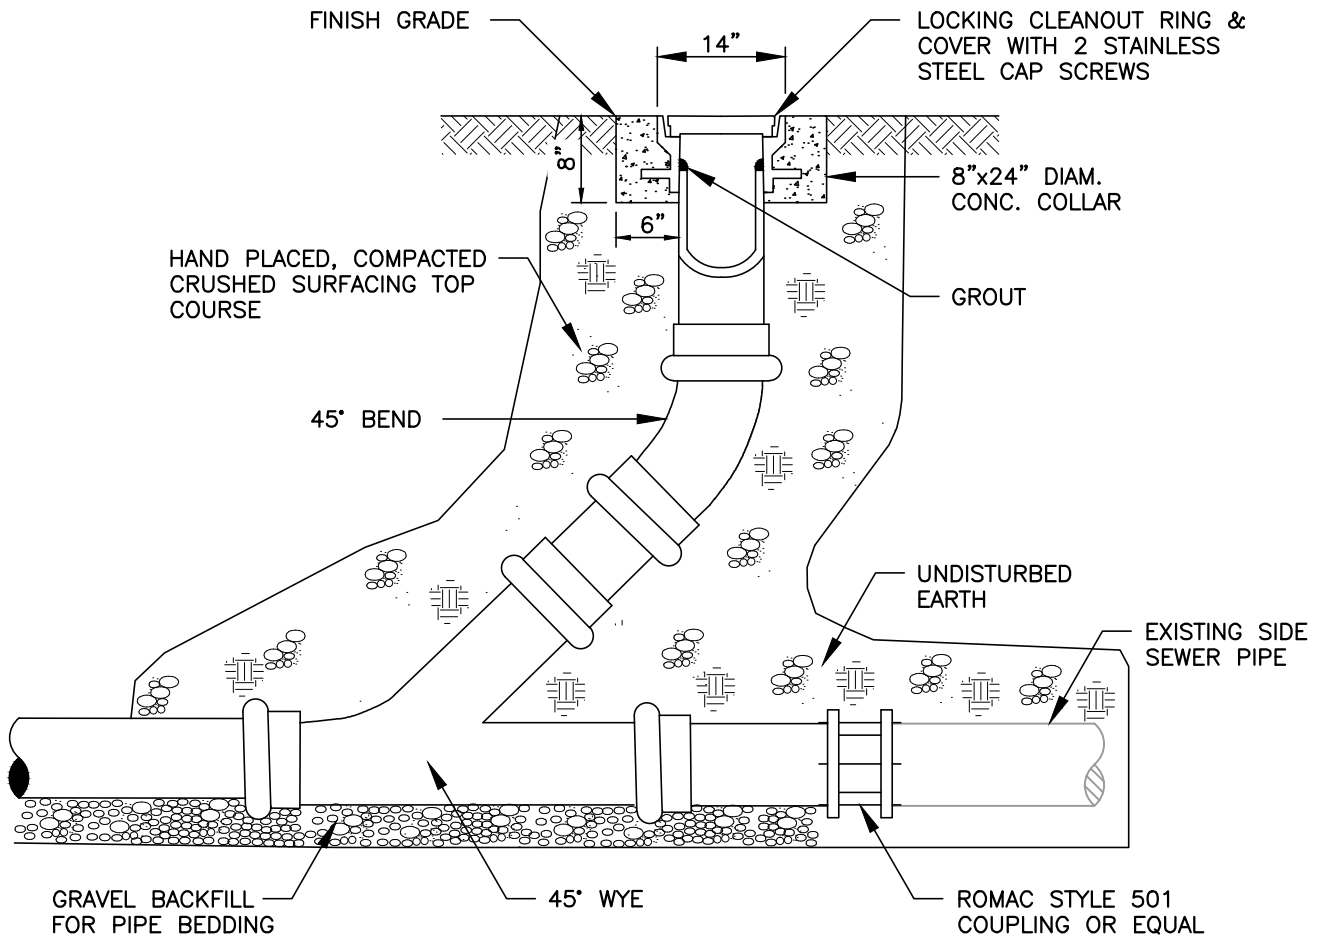 FINISH GRADE
14"
LOCKING CLEANOUT RING &
COVER WITH 2 STAINLESS
STEEL CAP SCREWS
8"
8"x24" DIAM.
CONC. COLLAR
6"
HAND PLACED, COMPACTED
CRUSHED SURFACING TOP
COURSE
GROUT
45° BEND
UNDISTURBED
EARTH
EXISTING SIDE
SEWER PIPE
GRAVEL BACKFILL
FOR PIPE BEDDING
45° WYE
ROMAC STYLE 501
COUPLING OR EQUAL